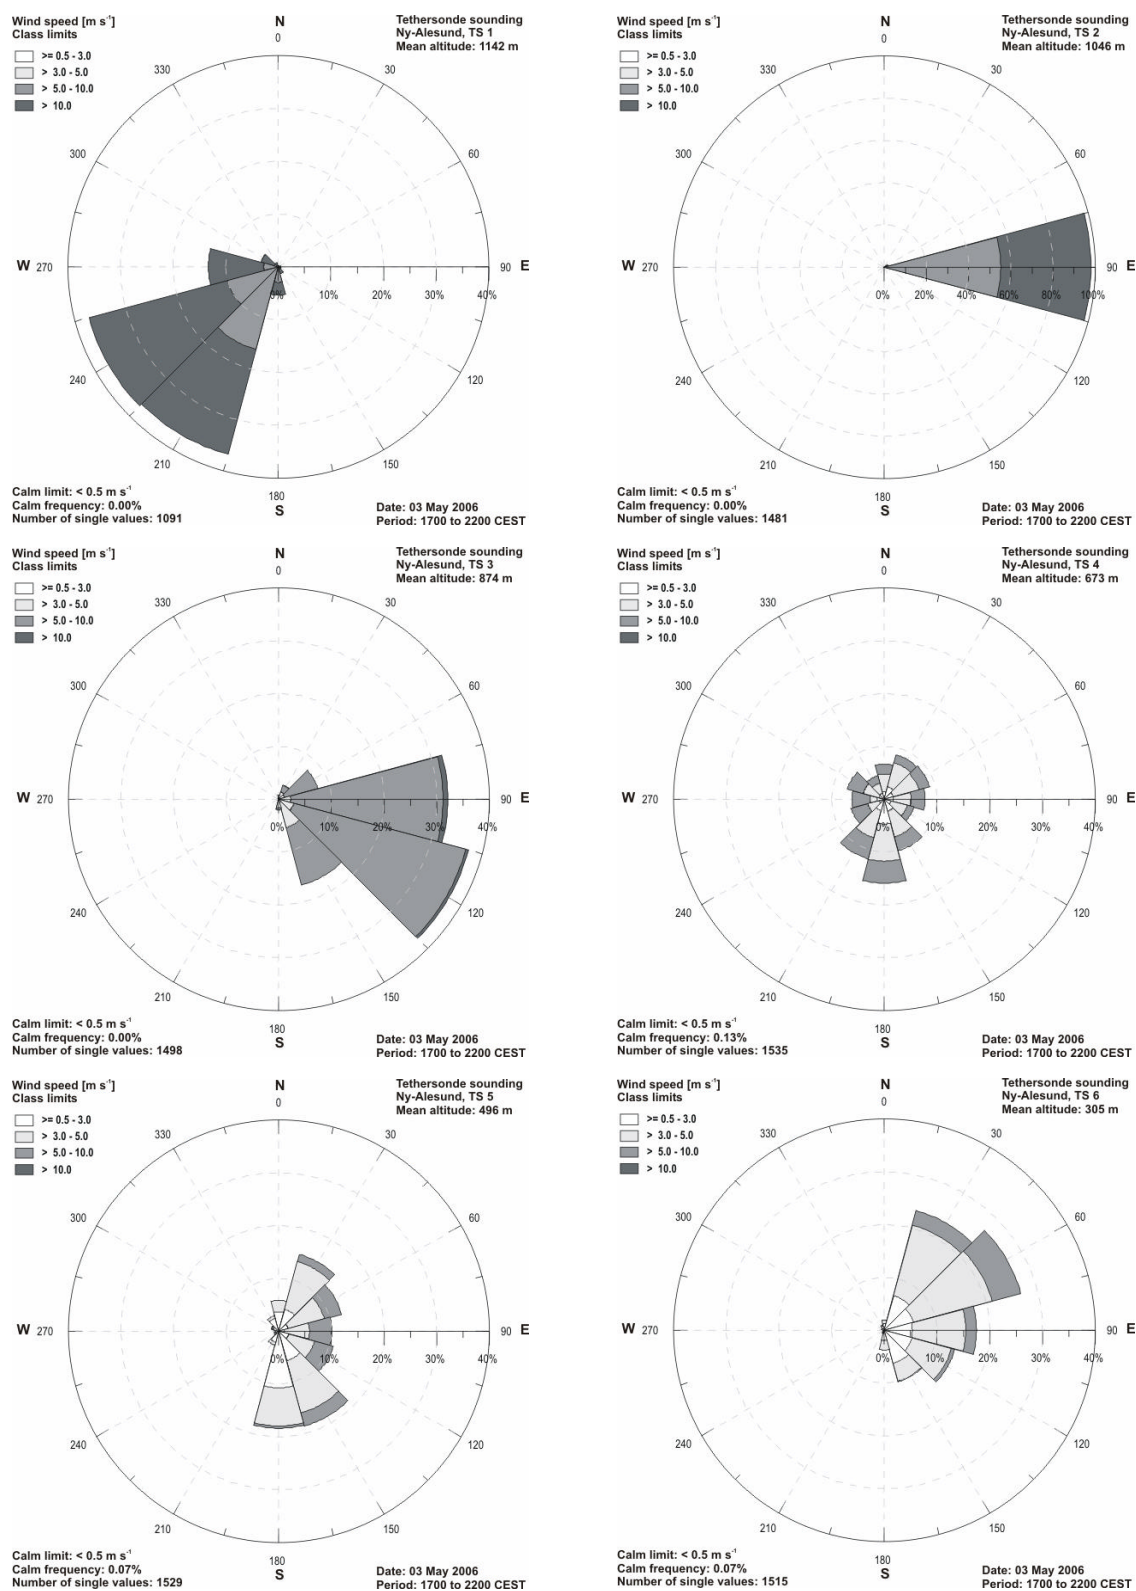 Wind speed [m s⁻¹]
Class limits
>= 0.5 - 3.0
> 3.0 - 5.0
> 5.0 - 10.0
> 10.0
N
0
Tethersonde sounding
Ny-Alesund, TS 1
Mean altitude: 1142 m
330
30
300
60
W 270
90 E
0%
10%
20%
30%
40%
240
120
210
150
180
S
Calm limit: < 0.5 m s⁻¹
Calm frequency: 0.00%
Number of single values: 1091
Date: 03 May 2006
Period: 1700 to 2200 CEST
Wind speed [m s⁻¹]
Class limits
>= 0.5 - 3.0
> 3.0 - 5.0
> 5.0 - 10.0
> 10.0
N
0
Tethersonde sounding
Ny-Alesund, TS 2
Mean altitude: 1046 m
330
30
300
60
W 270
90 E
0%
20%
40%
60%
80%
100%
240
120
210
150
180
S
Calm limit: < 0.5 m s⁻¹
Calm frequency: 0.00%
Number of single values: 1481
Date: 03 May 2006
Period: 1700 to 2200 CEST
Wind speed [m s⁻¹]
Class limits
>= 0.5 - 3.0
> 3.0 - 5.0
> 5.0 - 10.0
> 10.0
N
0
Tethersonde sounding
Ny-Alesund, TS 3
Mean altitude: 874 m
330
30
300
60
W 270
90 E
0%
10%
20%
30%
40%
240
120
210
150
180
S
Calm limit: < 0.5 m s⁻¹
Calm frequency: 0.00%
Number of single values: 1498
Date: 03 May 2006
Period: 1700 to 2200 CEST
Wind speed [m s⁻¹]
Class limits
>= 0.5 - 3.0
> 3.0 - 5.0
> 5.0 - 10.0
> 10.0
N
0
Tethersonde sounding
Ny-Alesund, TS 4
Mean altitude: 673 m
330
30
300
60
W 270
90 E
0%
10%
20%
30%
40%
240
120
210
150
180
S
Calm limit: < 0.5 m s⁻¹
Calm frequency: 0.13%
Number of single values: 1535
Date: 03 May 2006
Period: 1700 to 2200 CEST
Wind speed [m s⁻¹]
Class limits
>= 0.5 - 3.0
> 3.0 - 5.0
> 5.0 - 10.0
> 10.0
N
0
Tethersonde sounding
Ny-Alesund, TS 5
Mean altitude: 496 m
330
30
300
60
W 270
90 E
0%
10%
20%
30%
40%
240
120
210
150
180
S
Calm limit: < 0.5 m s⁻¹
Calm frequency: 0.07%
Number of single values: 1529
Date: 03 May 2006
Period: 1700 to 2200 CEST
Wind speed [m s⁻¹]
Class limits
>= 0.5 - 3.0
> 3.0 - 5.0
> 5.0 - 10.0
> 10.0
N
0
Tethersonde sounding
Ny-Alesund, TS 6
Mean altitude: 305 m
330
30
300
60
W 270
90 E
0%
10%
20%
30%
40%
240
120
210
150
180
S
Calm limit: < 0.5 m s⁻¹
Calm frequency: 0.07%
Number of single values: 1515
Date: 03 May 2006
Period: 1700 to 2200 CEST